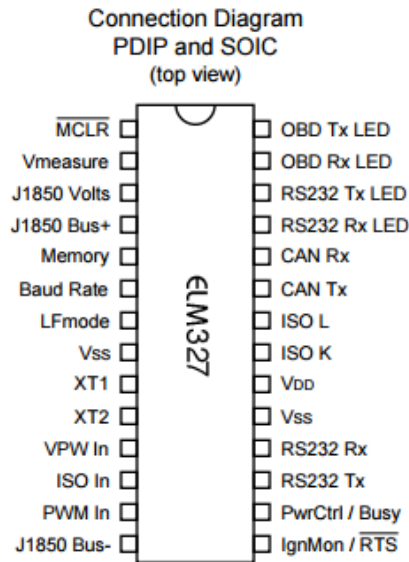 Connection Diagram
PDIP and SOIC
(top view)
MCLR OBD Tx LED
Vmeasure OBD Rx LED
J1850 Volts RS232 Tx LED
J1850 Bus+ RS232 Rx LED
Memory CAN Rx
Baud Rate CAN Tx
LFmode ISO L
Vss ISO K
XT1 VDD
XT2 Vss
VPW In RS232 Rx
ISO In RS232 Tx
PWM In PwrCtrl / Busy
J1850 Bus- IgnMon / RTS
ELM327